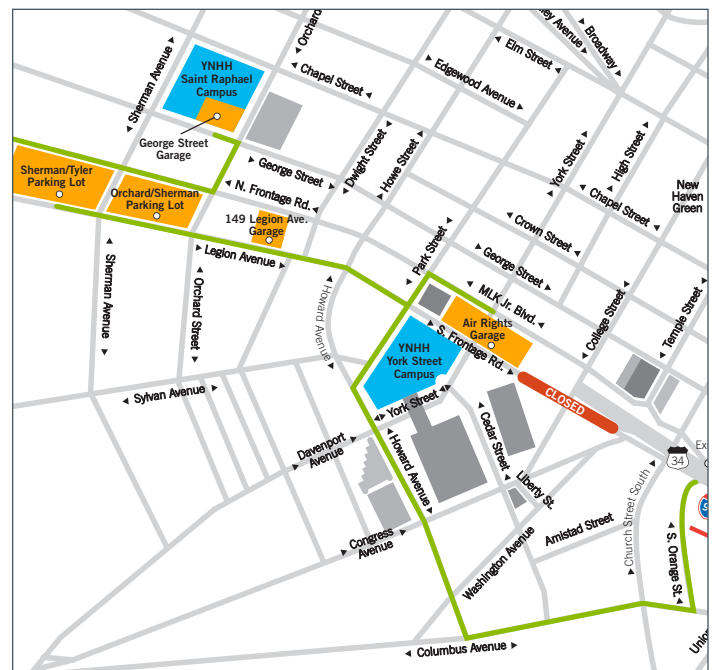 Broadway
Elm Street
Orchard
YNHH
Saint Raphael
Campus
Sherman Avenue
Chapel Street
Edgewood Avenue
George Street
Garage
Dwight Street
Howe Street
York Street
High Street
Sherman/Tyler
Parking Lot
Orchard/Sherman
Parking Lot
George Street
N. Frontage Rd.
149 Legion Ave.
Garage
Chapel Street
New
Haven
Green
Crown Street
Park Street
George Street
Legion Avenue
Sherman Avenue
Orchard Street
Howard Avenue
MLK Jr. Blvd.
College Street
Temple Street
Air Rights
Garage
S. Frontage Rd.
YNHH
York Street
Campus
CLOSED
Sylvan Avenue
York Street
Cedar Street
Davenport
Avenue
Howard Avenue
Liberty St.
34
Congress
Avenue
Amistad Street
Washington Avenue
Church Street South
S. Orange St.
Columbus Avenue